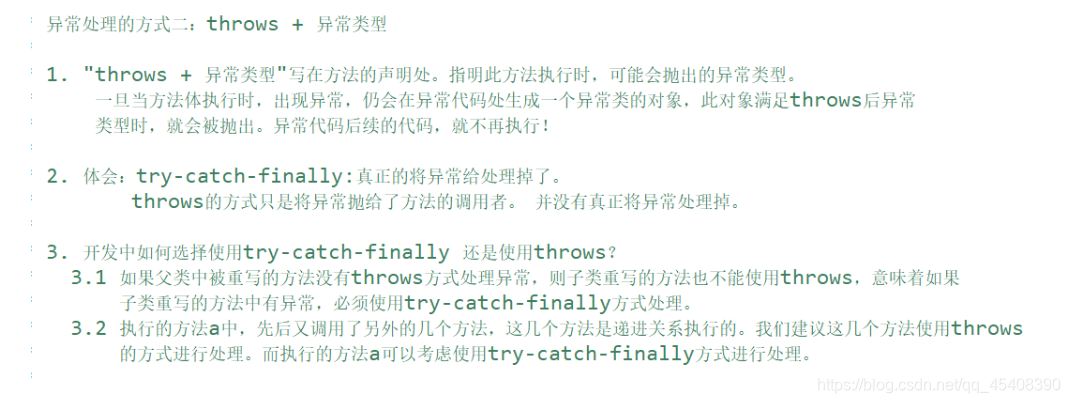 异常处理的方式二：throws + 异常类型
1. "throws + 异常类型"写在方法的声明处。指明此方法执行时，可能会抛出的异常类型。
一旦当方法体执行时，出现异常，仍会在异常代码处生成一个异常类的对象，此对象满足throws后异常
类型时，就会被抛出。异常代码后续的代码，就不再执行！
2. 体会：try-catch-finally:真正的将异常给处理掉了。
throws的方式只是将异常抛给了方法的调用者。 并没有真正将异常处理掉。
3. 开发中如何选择使用try-catch-finally 还是使用throws？
3.1 如果父类中被重写的方法没有throws方式处理异常，则子类重写的方法也不能使用throws，意味着如果
子类重写的方法中有异常，必须使用try-catch-finally方式处理。
3.2 执行的方法a中，先后又调用了另外的几个方法，这几个方法是递进关系执行的。我们建议这几个方法使用throws
的方式进行处理。而执行的方法a可以考虑使用try-catch-finally方式进行处理。
https://blog.csdn.net/qq_45408390